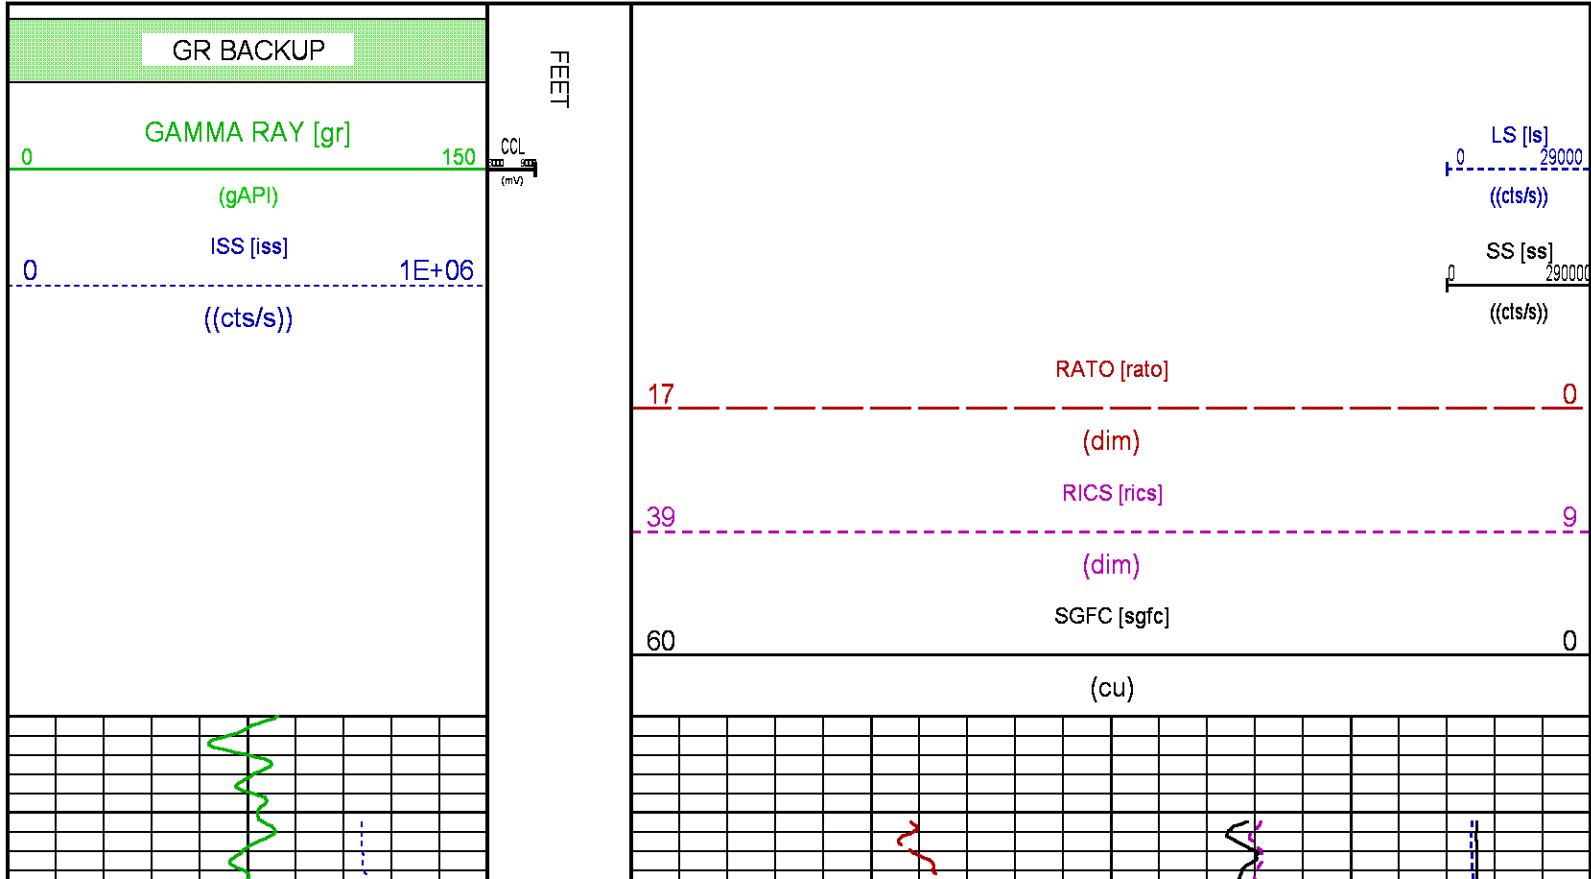 GR BACKUP
GAMMA RAY [gr]
0 150
(gAPI)
ISS [iss]
0 1E+06
((cts/s))
FEET
CCL
(mV)
LS [ls]
0 29000
((cts/s))
SS [ss]
0 290000
((cts/s))
RATO [rato]
17 0
(dim)
RICS [rics]
39 9
(dim)
SGFC [sgfc]
60 0
(cu)